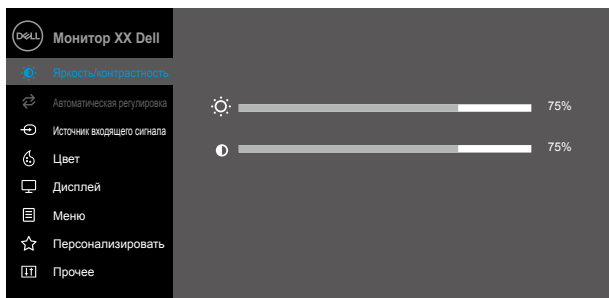 DELL
Монитор XX Dell
Яркость/контрастность
Автоматическая регулировка
Источник входящего сигнала
Цвет
Дисплей
Меню
Персонализировать
Прочее
75%
75%